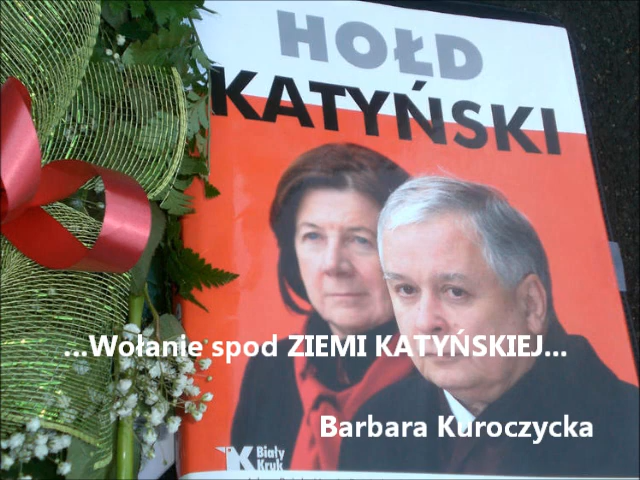 HOŁD
KATYŃSKI
...Wołanie spod ZIEMI KATYŃSKIEJ...
Barbara Kuroczycka
Biały
Kruk